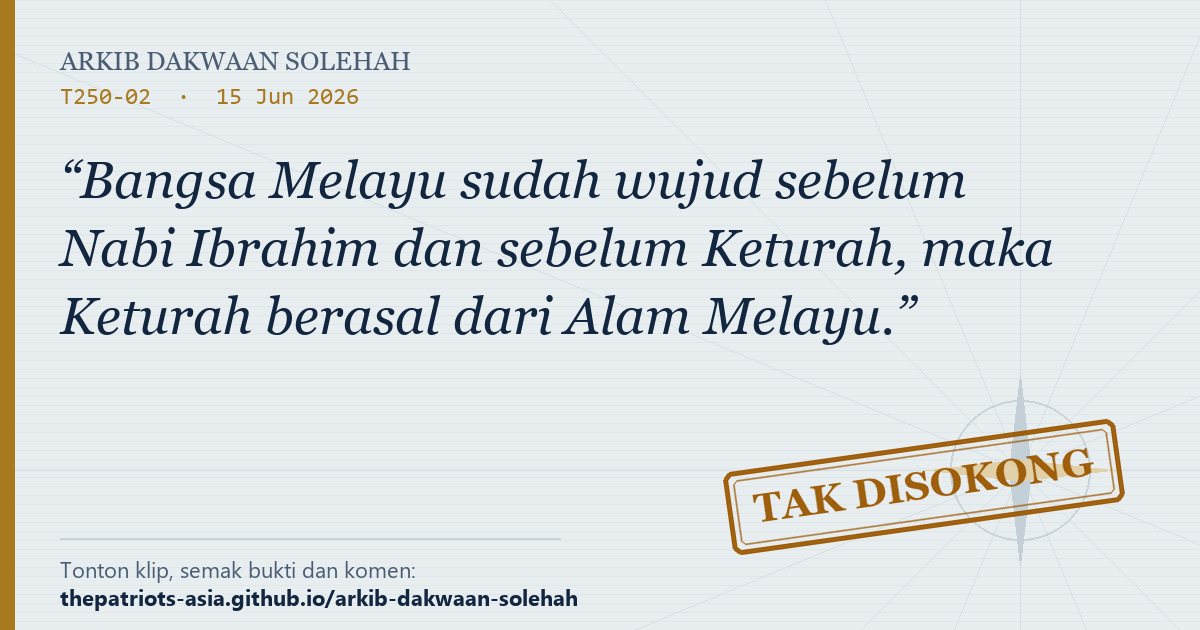 ARKIB DAKWAAN SOLEHAH
T250-02 · 15 Jun 2026
“Bangsa Melayu sudah wujud sebelum
Nabi Ibrahim dan sebelum Keturah, maka
Keturah berasal dari Alam Melayu.”
TAK DISOKONG
Tonton klip, semak bukti dan komen:
thepatriots-asia.github.io/arkib-dakwaan-solehah